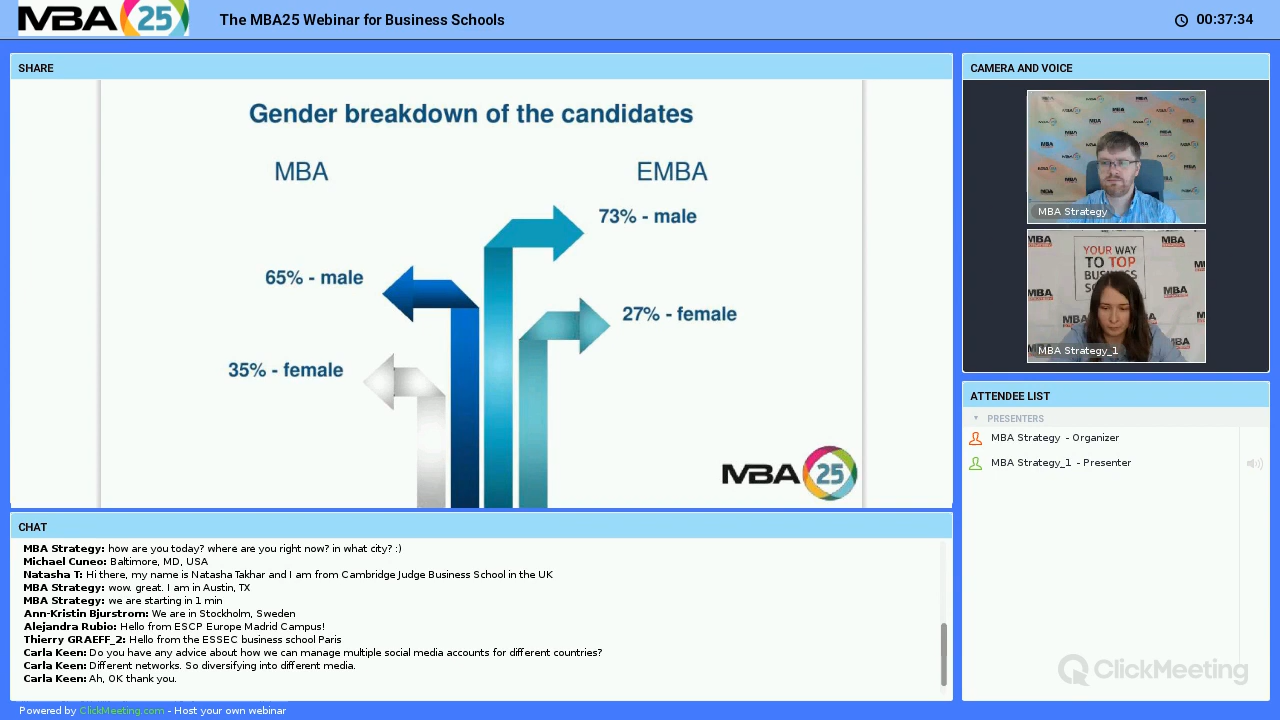 MBA 25
The MBA25 Webinar for Business Schools
00:37:34
SHARE
Gender breakdown of the candidates
MBA
EMBA
73% - male
65% - male
27% - female
35% - female
MBA 25
CHAT
MBA Strategy: how are you today? where are you right now? in what city? :)
Michael Cuneo: Baltimore, MD, USA
Natasha T: Hi there, my name is Natasha Takhar and I am from Cambridge Judge Business School in the UK
MBA Strategy: wow. great. I am in Austin, TX
MBA Strategy: we are starting in 1 min
Ann-Kristin Bjurstrom: We are in Stockholm, Sweden
Alejandra Rubio: Hello from ESCP Europe Madrid Campus!
Thierry GRAEFF_2: Hello from the ESSEC business school Paris
Carla Keen: Do you have any advice about how we can manage multiple social media accounts for different countries?
Carla Keen: Different networks. So diversifying into different media.
Carla Keen: Ah, OK thank you.
Powered by ClickMeeting.com - Host your own webinar
CAMERA AND VOICE
MBA Strategy
YOUR WAY
TO TOP
BUSINESS
MBA Strategy_1
ATTENDEE LIST
PRESENTERS
MBA Strategy - Organizer
MBA Strategy_1 - Presenter
ClickMeeting